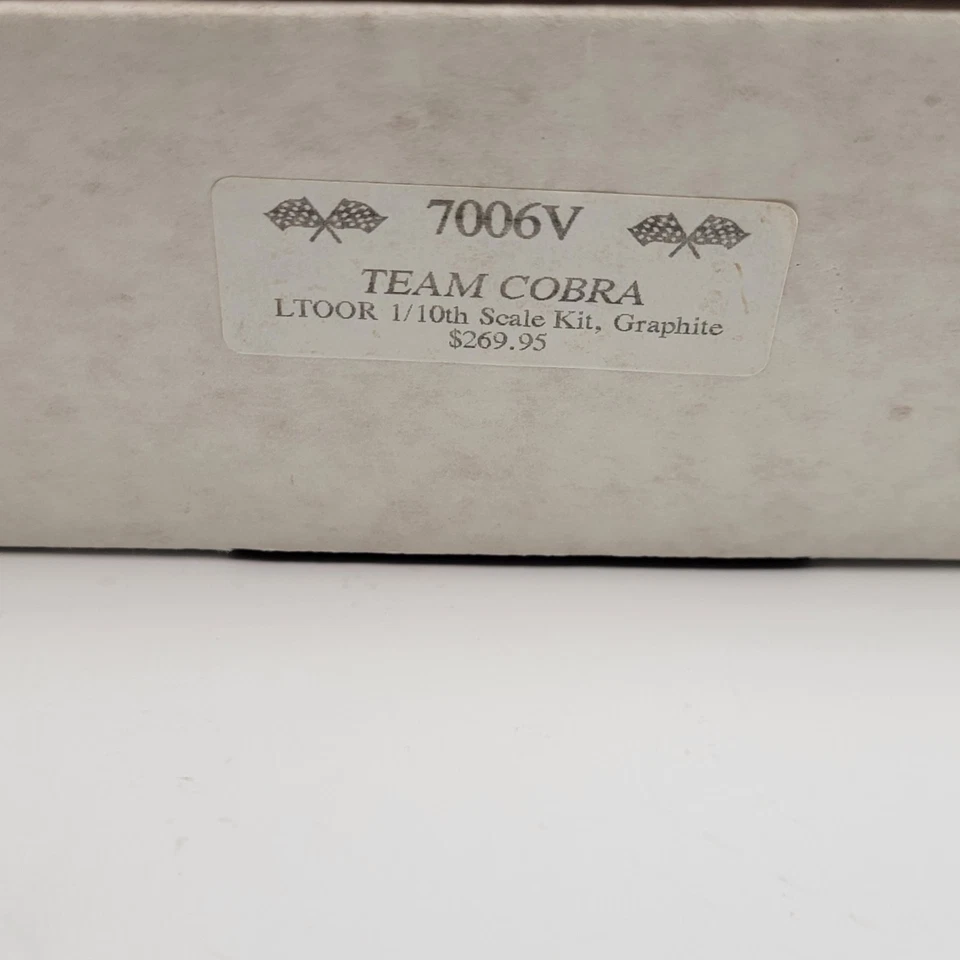 7006V
TEAM COBRA
LTOOR 1/10th Scale Kit, Graphite
$269.95